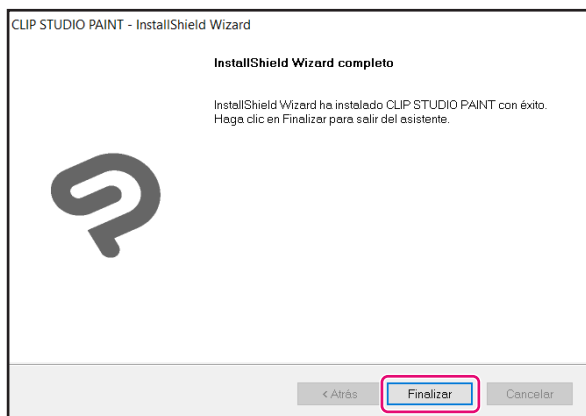 CLIP STUDIO PAINT - InstallShield Wizard
InstallShield Wizard completo
InstallShield Wizard ha instalado CLIP STUDIO PAINT con éxito.
Haga clic en Finalizar para salir del asistente.
< Atrás Finalizar Cancelar